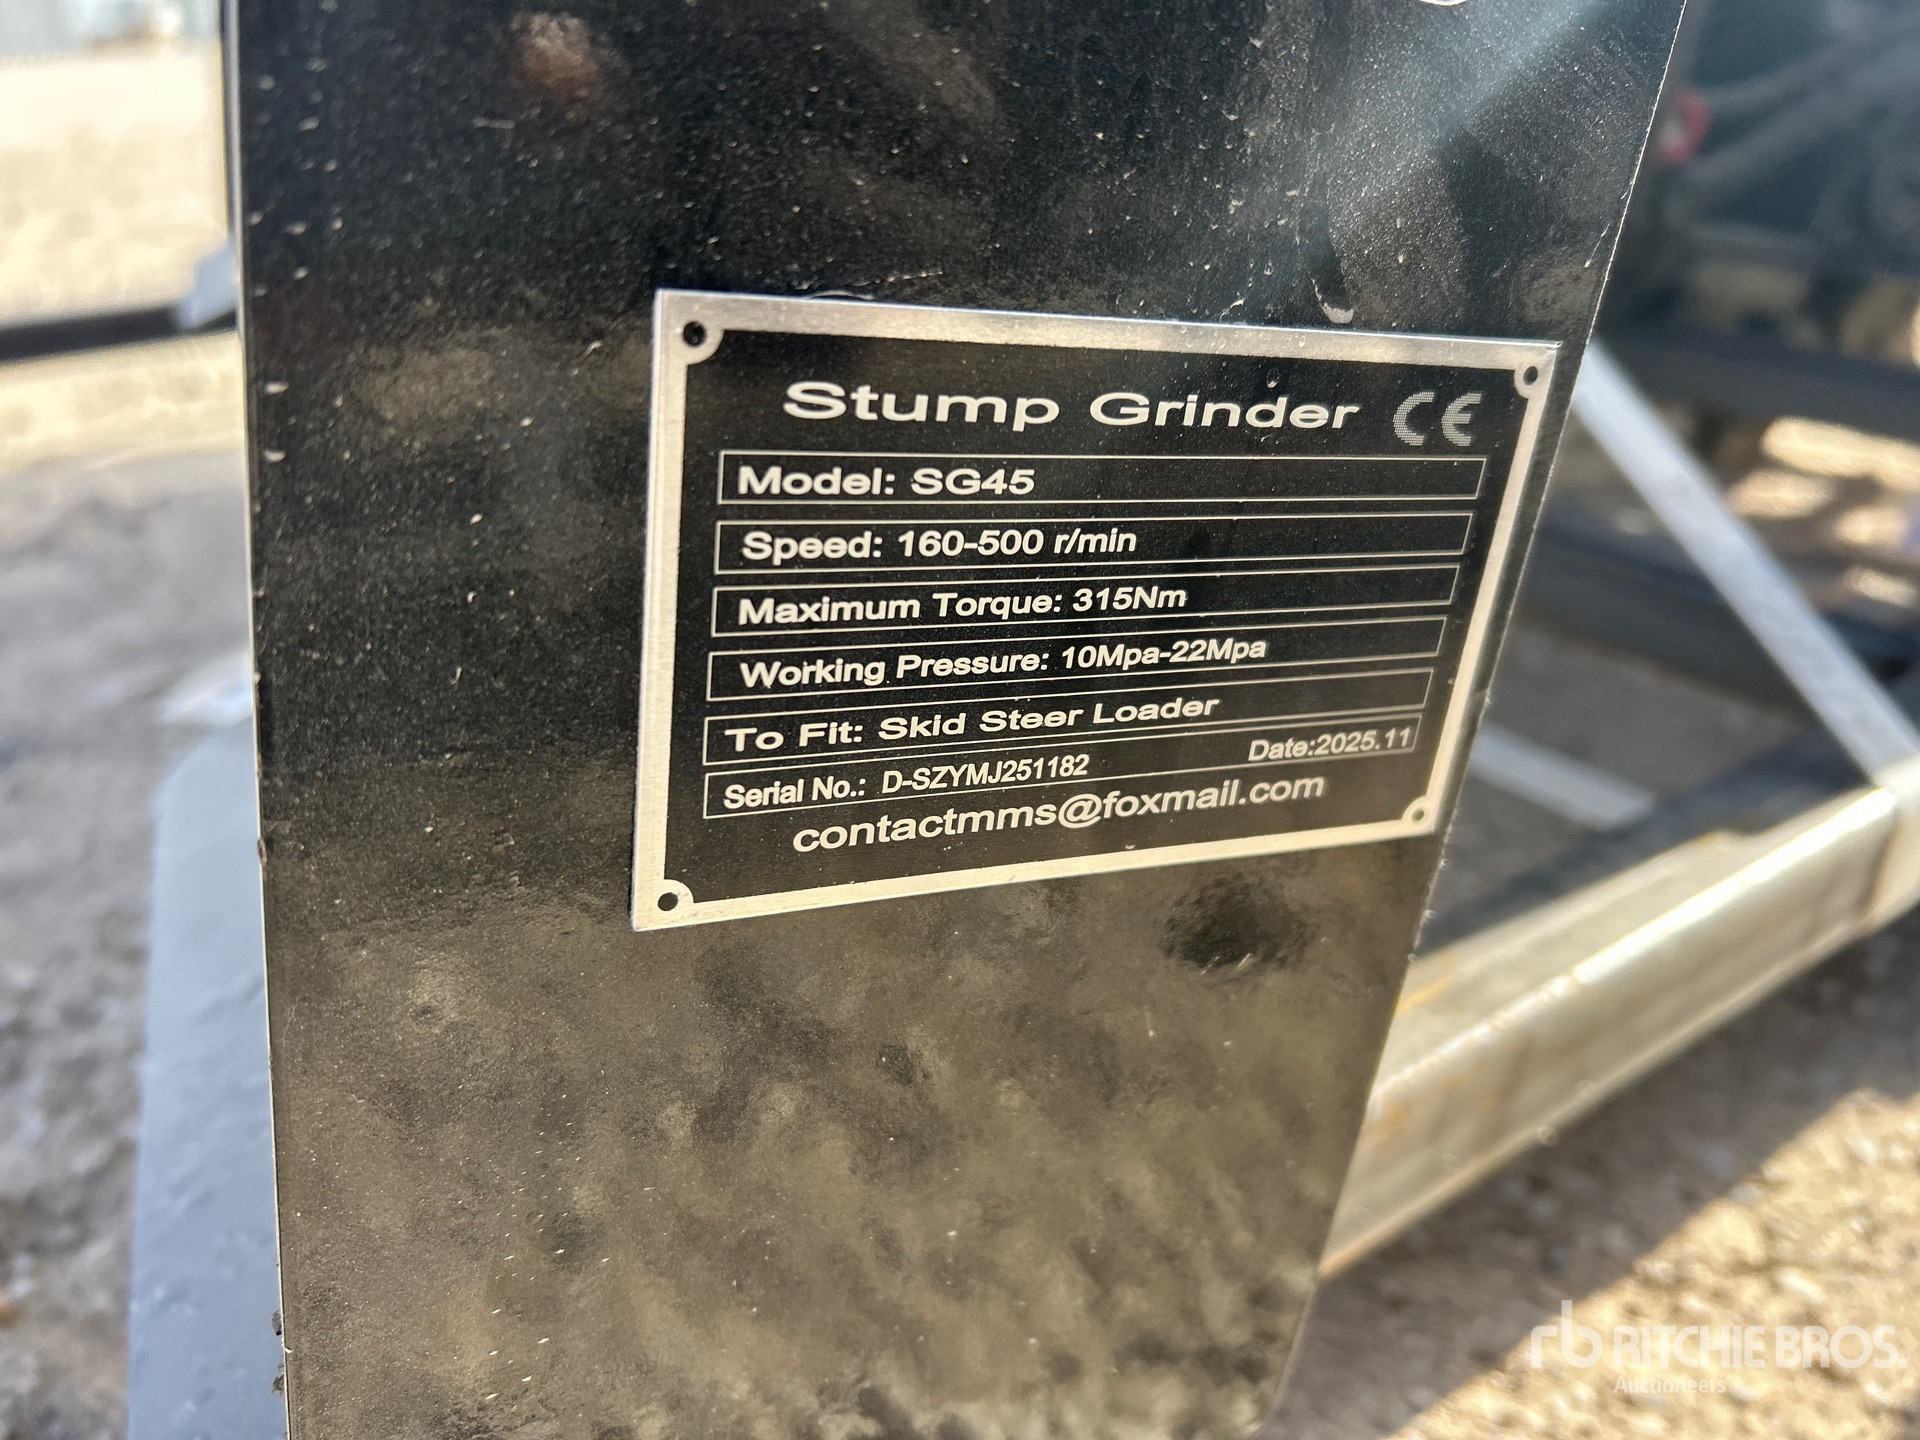 Stump Grinder CE
Model: SG45
Speed: 160-500 r/min
Maximum Torque: 315Nm
Working Pressure: 10Mpa-22Mpa
To Fit: Skid Steer Loader
Serial No.: D-SZYMJ251182 Date:2025.11
contactmms@foxmail.com
rb RITCHIE BROS.
Auctioneers